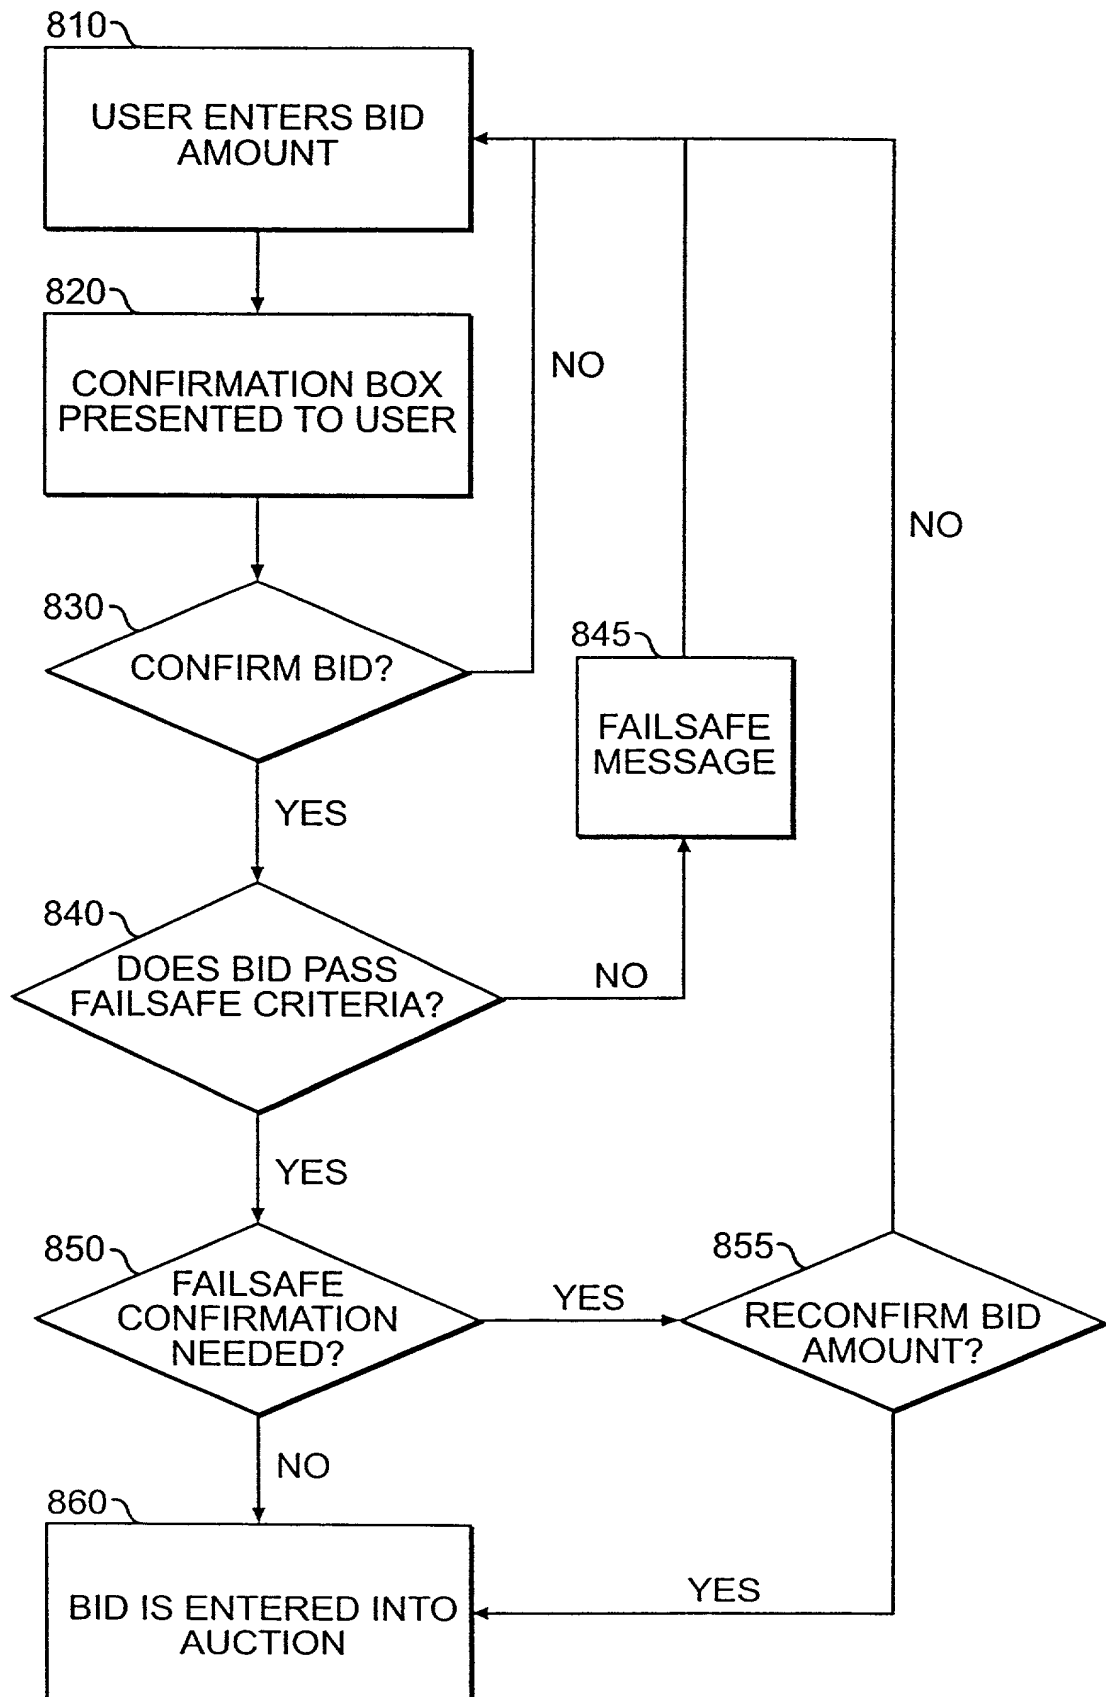 810
USER ENTERS BID
AMOUNT
820
CONFIRMATION BOX
PRESENTED TO USER
NO
NO
830
CONFIRM BID?
845
FAILSAFE
MESSAGE
YES
840
DOES BID PASS
FAILSAFE CRITERIA?
NO
YES
850
FAILSAFE
CONFIRMATION
NEEDED?
YES
855
RECONFIRM BID
AMOUNT?
NO
860
BID IS ENTERED INTO
AUCTION
YES